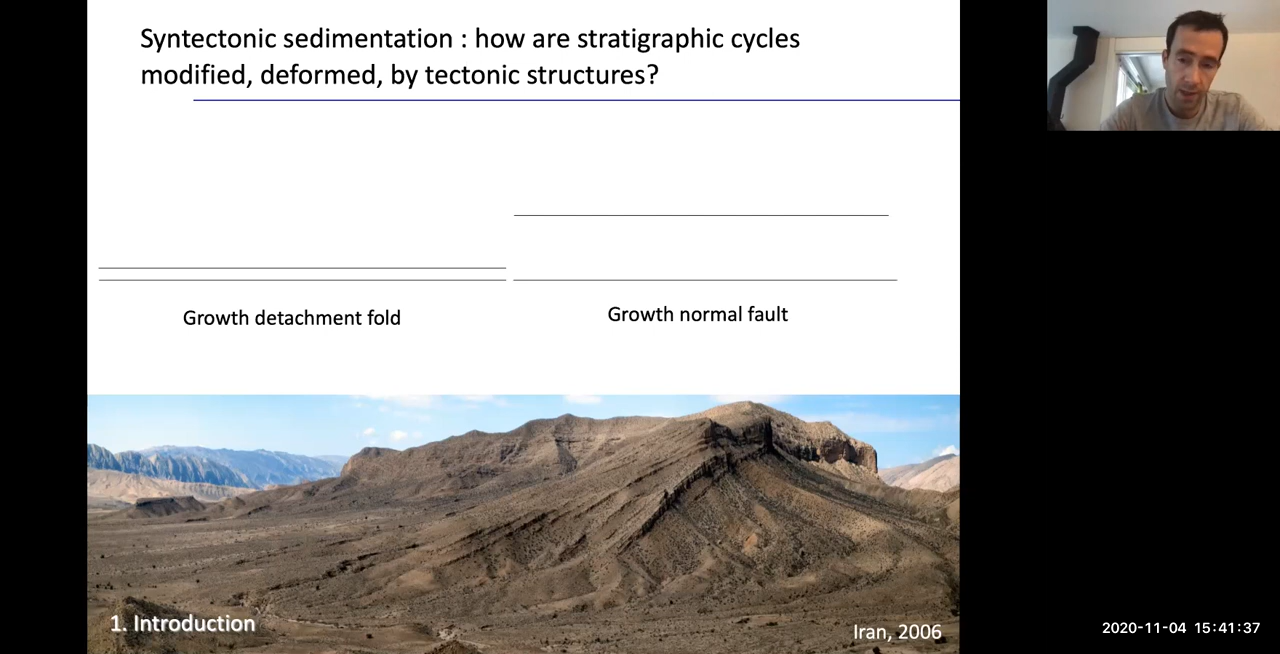 Syntectonic sedimentation : how are stratigraphic cycles
modified, deformed, by tectonic structures?
Growth detachment fold
Growth normal fault
1. Introduction
Iran, 2006
2020-11-04 15:41:37